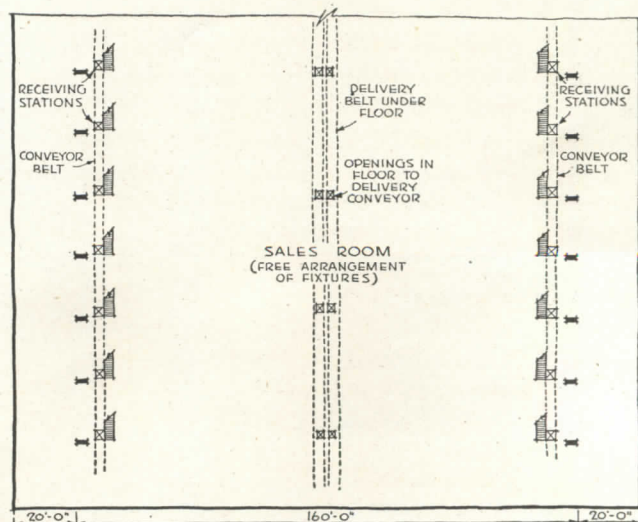 RECEIVING
STATIONS
CONVEYOR
BELT
DELIVERY
BELT UNDER
FLOOR
OPENINGS IN
FLOOR TO
DELIVERY
CONVEYOR
SALES ROOM
(FREE ARRANGEMENT
OF FIXTURES)
RECEIVING
STATIONS
CONVEYOR
BELT
20'-0"
160'-0"
20'-0"